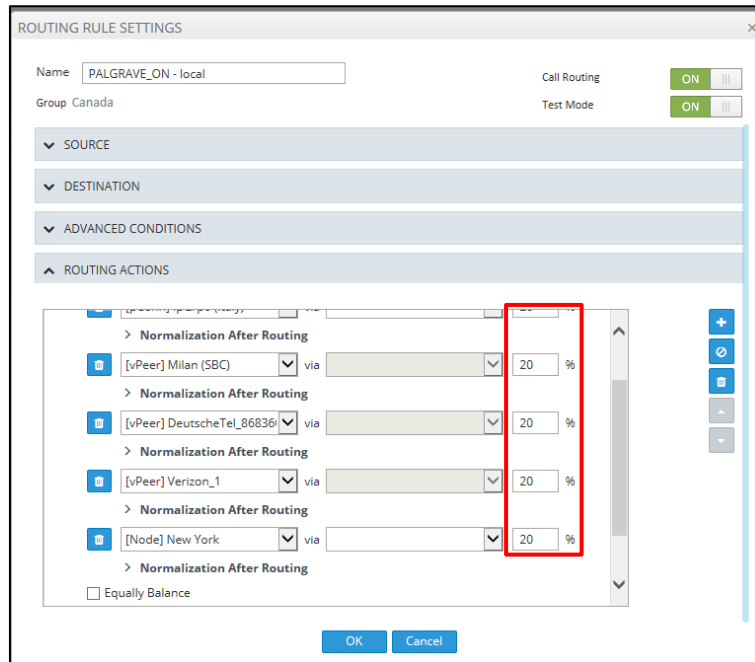 ROUTING RULE SETTINGS ×
Name PALGRAVE_ON - local Call Routing ON
Group Canada Test Mode ON
SOURCE
DESTINATION
ADVANCED CONDITIONS
ROUTING ACTIONS
> Normalization After Routing
[vPeer] Milan (SBC) via 20 %
> Normalization After Routing
[vPeer] DeutscheTel_86836 via 20 %
> Normalization After Routing
[vPeer] Verizon_1 via 20 %
> Normalization After Routing
[Node] New York via 20 %
> Normalization After Routing
Equally Balance
OK Cancel